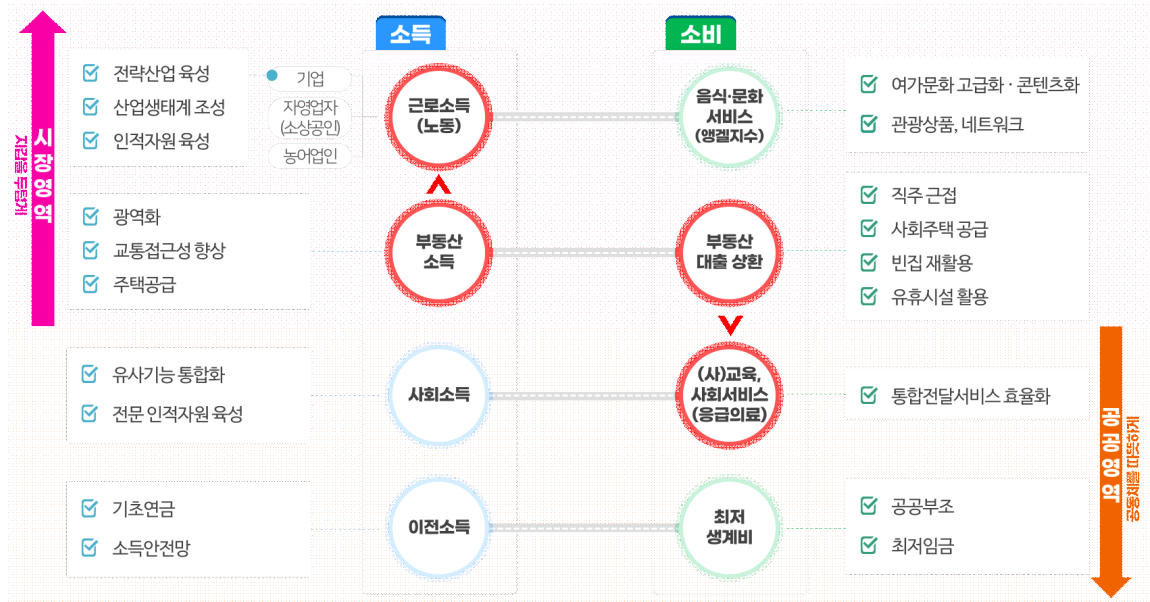 소득
소비
시장영역
지갑을 두텁게
전략산업 육성
산업생태계 조성
인적자원 육성
기업
자영업자
(소상공인)
농어업인
근로소득
(노동)
음식·문화
서비스
(앵겔지수)
여가문화 고급화 · 콘텐츠화
관광상품, 네트워크
광역화
교통접근성 향상
주택공급
부동산
소득
부동산
대출 상환
직주 근접
사회주택 공급
빈집 재활용
유휴시설 활용
유사기능 통합화
전문 인적자원 육성
사회소득
(사)교육,
사회서비스
(응급의료)
통합전달서비스 효율화
공공영역
공동체를 따뜻하게
기초연금
소득안전망
이전소득
최저
생계비
공공부조
최저임금